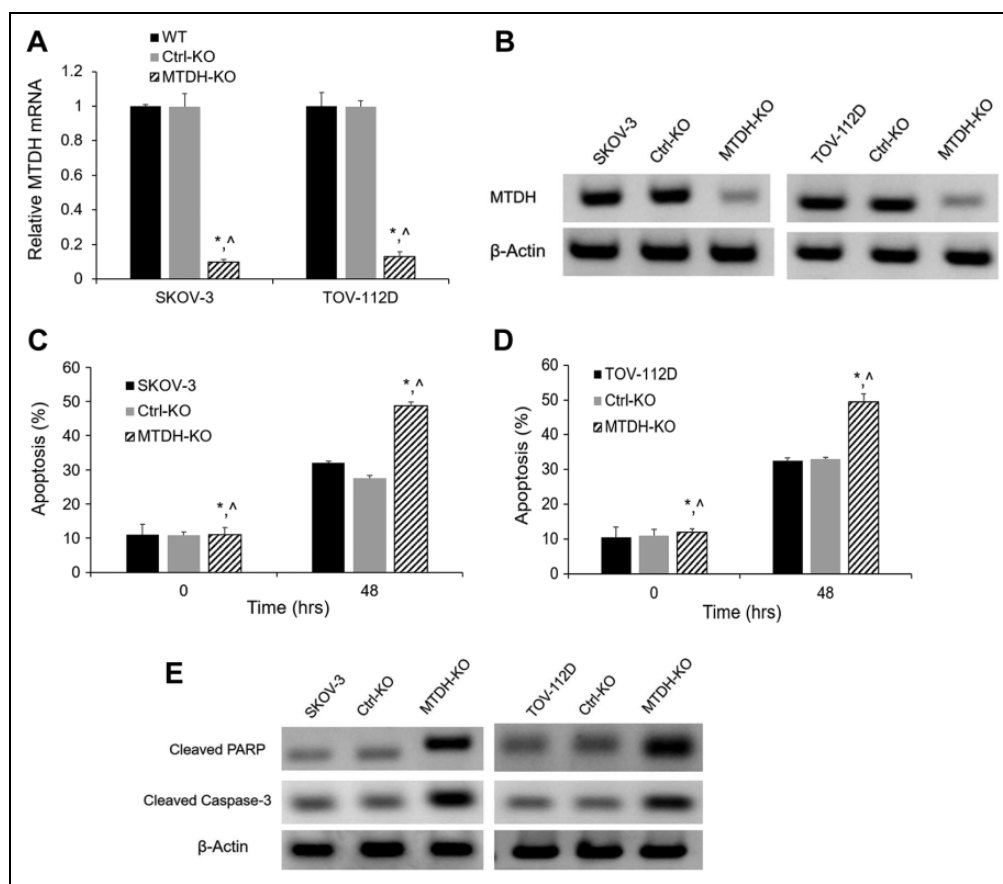 A
WT
Ctrl-KO
MTDH-KO
Relative MTDH mRNA
1.2
1
0.8
0.6
0.4
0.2
0
*,^
*,^
SKOV-3
TOV-112D
B
SKOV-3
Ctrl-KO
MTDH-KO
TOV-112D
Ctrl-KO
MTDH-KO
MTDH
β-Actin
C
SKOV-3
Ctrl-KO
MTDH-KO
Apoptosis (%)
60
50
40
30
20
10
0
*,^
*,^
0
48
Time (hrs)
D
TOV-112D
Ctrl-KO
MTDH-KO
Apoptosis (%)
60
50
40
30
20
10
0
*,^
*,^
0
48
Time (hrs)
E
SKOV-3
Ctrl-KO
MTDH-KO
TOV-112D
Ctrl-KO
MTDH-KO
Cleaved PARP
Cleaved Caspase-3
β-Actin